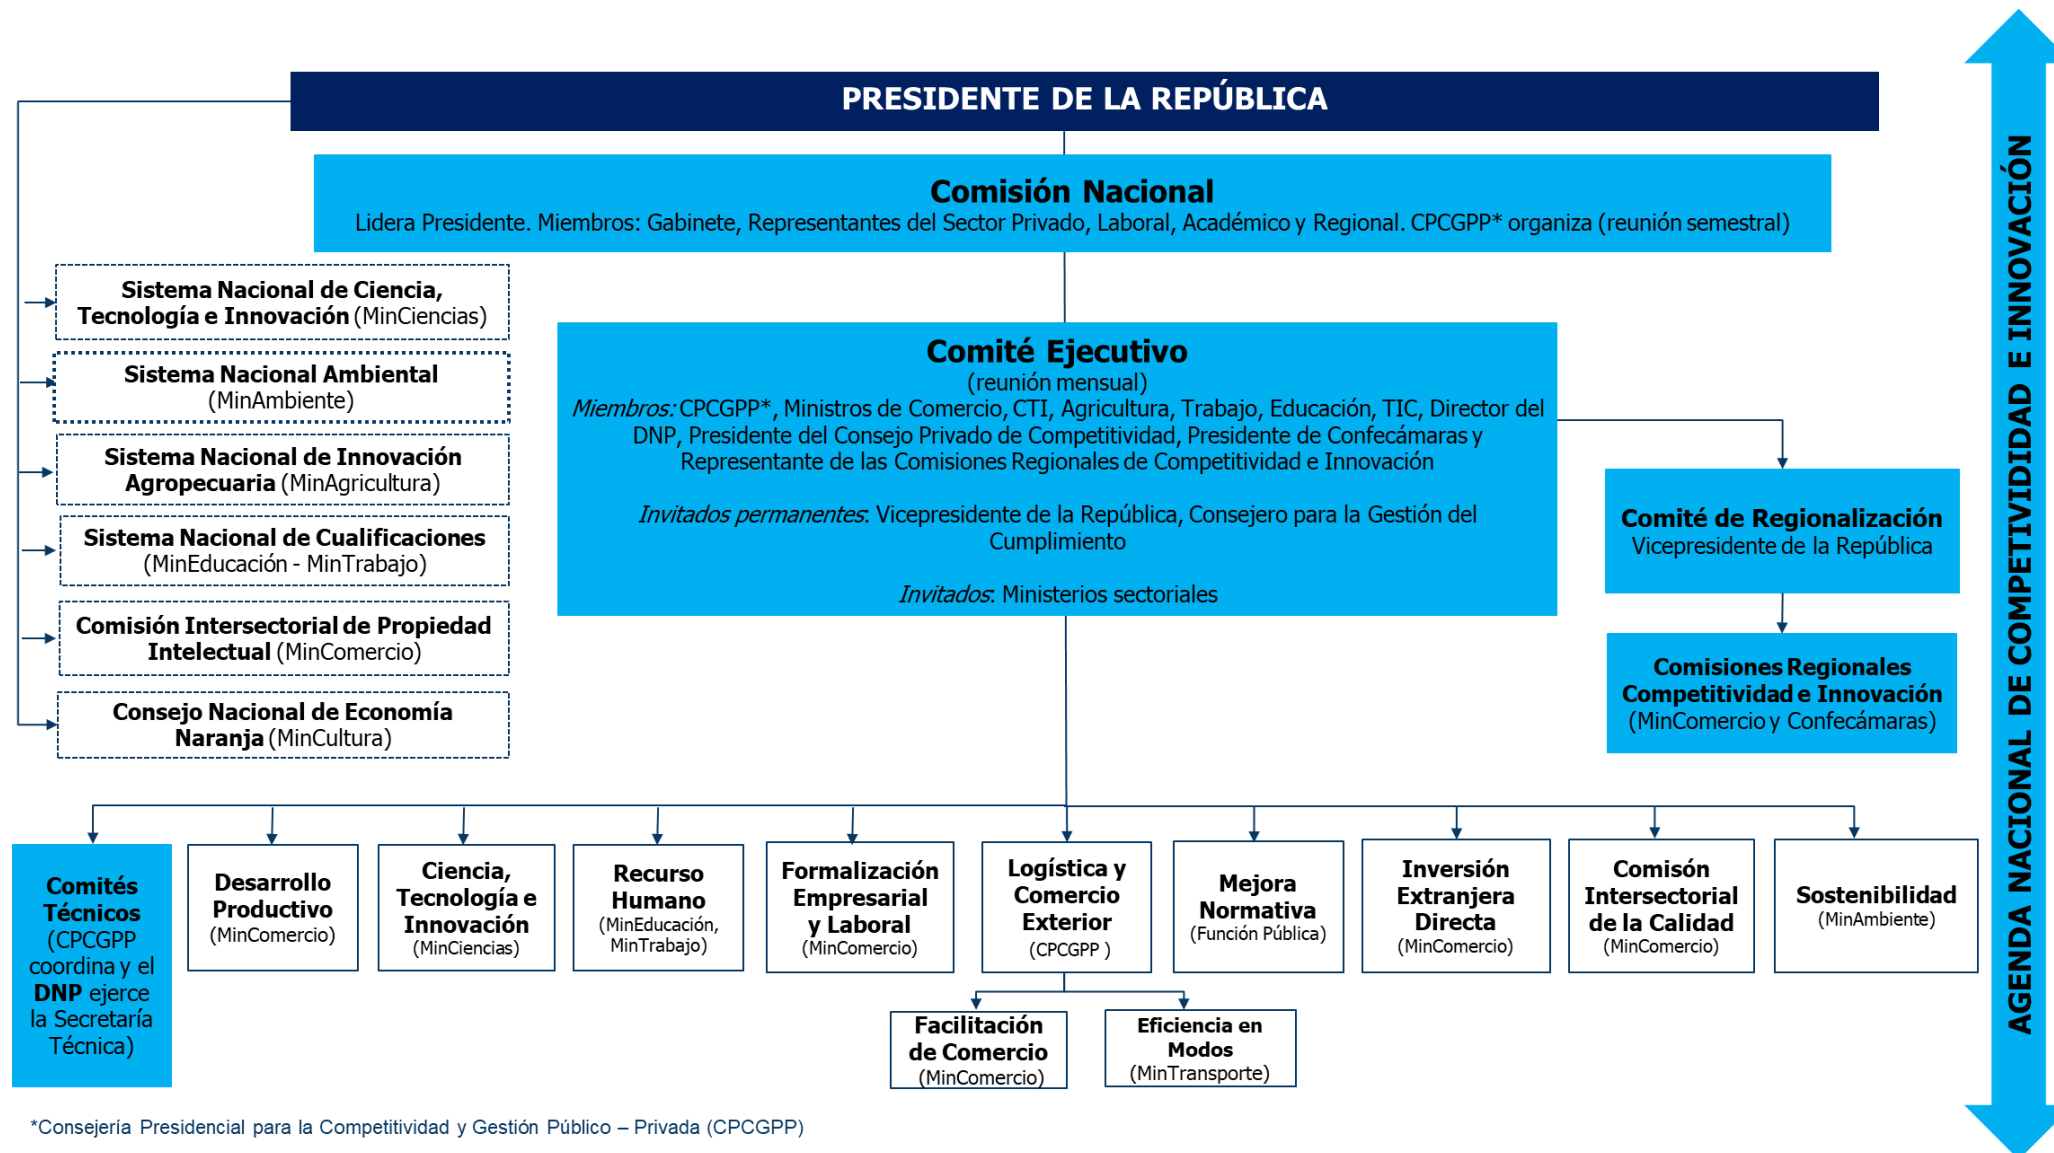 PRESIDENTE DE LA REPÚBLICA
Comisión Nacional
Lidera Presidente. Miembros: Gabinete, Representantes del Sector Privado, Laboral, Académico y Regional. CPCGPP* organiza (reunión semestral)
Sistema Nacional de Ciencia,
Tecnología e Innovación (MinCiencias)
Sistema Nacional Ambiental
(MinAmbiente)
Sistema Nacional de Innovación
Agropecuaria (MinAgricultura)
Sistema Nacional de Cualificaciones
(MinEducación - MinTrabajo)
Comisión Intersectorial de Propiedad
Intelectual (MinComercio)
Consejo Nacional de Economía
Naranja (MinCultura)
Comité Ejecutivo
(reunión mensual)
Miembros: CPCGPP*, Ministros de Comercio, CTI, Agricultura, Trabajo, Educación, TIC, Director del
DNP, Presidente del Consejo Privado de Competitividad, Presidente de Confecámaras y
Representante de las Comisiones Regionales de Competitividad e Innovación
Invitados permanentes: Vicepresidente de la República, Consejero para la Gestión del
Cumplimiento
Invitados: Ministerios sectoriales
Comité de Regionalización
Vicepresidente de la República
Comisiones Regionales
Competitividad e Innovación
(MinComercio y Confecámaras)
Comités
Técnicos
(CPCGPP
coordina y el
DNP ejerce
la Secretaría
Técnica)
Desarrollo
Productivo
(MinComercio)
Ciencia,
Tecnología e
Innovación
(MinCiencias)
Recurso
Humano
(MinEducación,
MinTrabajo)
Formalización
Empresarial
y Laboral
(MinComercio)
Logística y
Comercio
Exterior
(CPCGPP )
Mejora
Normativa
(Función Pública)
Inversión
Extranjera
Directa
(MinComercio)
Comisón
Intersectorial
de la Calidad
(MinComercio)
Sostenibilidad
(MinAmbiente)
Facilitación
de Comercio
(MinComercio)
Eficiencia en
Modos
(MinTransporte)
*Consejería Presidencial para la Competitividad y Gestión Público – Privada (CPCGPP)
AGENDA NACIONAL DE COMPETIVIDIDAD E INNOVACIÓN